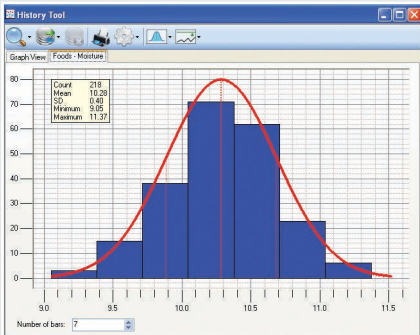 History Tool
Graph View Foods - Moisture
Count 218
Mean 10.28
SD 0.40
Minimum 9.05
Maximum 11.37
80
70
60
50
40
30
20
10
0
9.0 9.5 10.0 10.5 11.0 11.5
Number of bars: 7